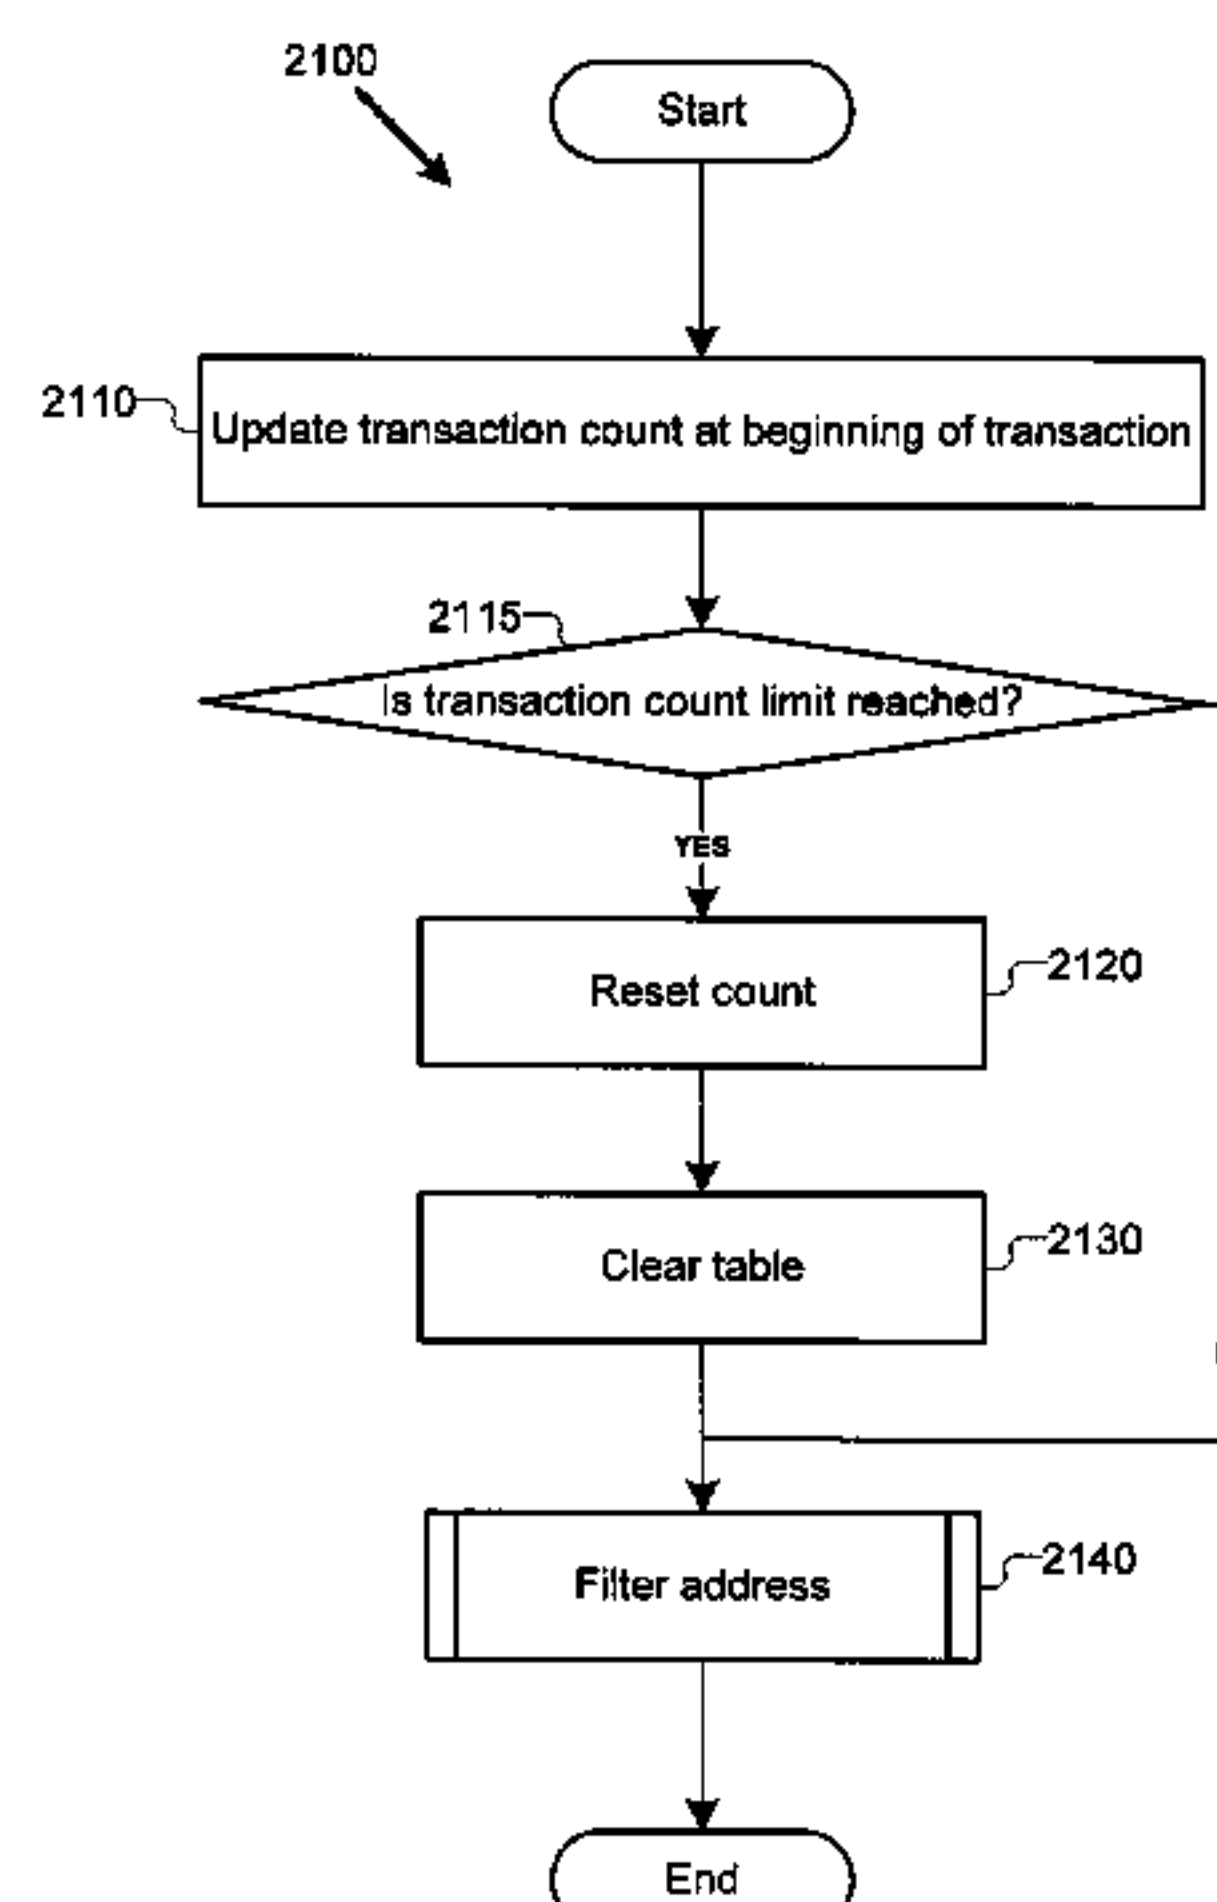 2100
Start
2110
Update transaction count at beginning of transaction
2115
Is transaction count limit reached?
YES
Reset count
2120
Clear table
2130
Filter address
2140
End